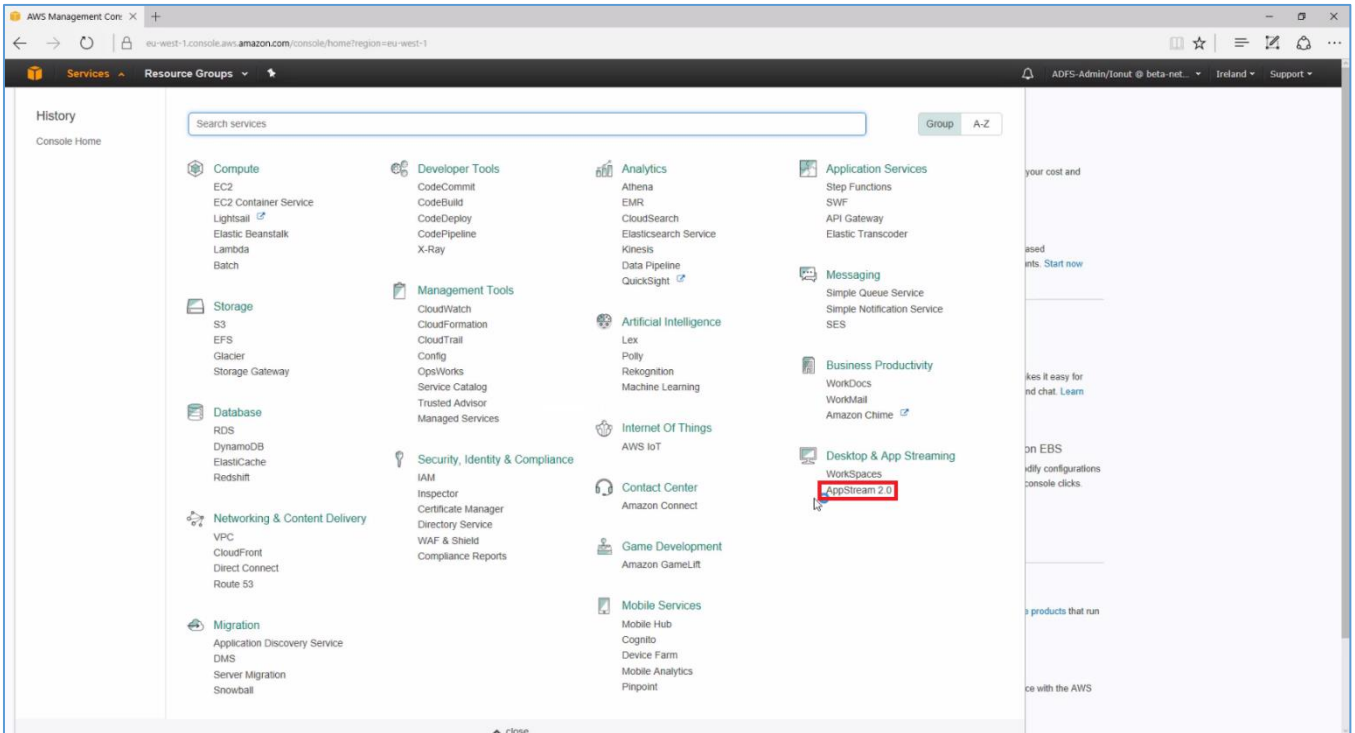 AWS Management Con:
eu-west-1.console.aws.amazon.com/console/home?region=eu-west-1
Services
Resource Groups
ADFS-Admin/Ionut @ beta-net...
Ireland
Support
History
Console Home
Search services
Group
A-Z
Compute
EC2
EC2 Container Service
Lightsail
Elastic Beanstalk
Lambda
Batch
Storage
S3
EFS
Glacier
Storage Gateway
Database
RDS
DynamoDB
ElastiCache
Redshift
Networking & Content Delivery
VPC
CloudFront
Direct Connect
Route 53
Migration
Application Discovery Service
DMS
Server Migration
Snowball
Developer Tools
CodeCommit
CodeBuild
CodeDeploy
CodePipeline
X-Ray
Management Tools
CloudWatch
CloudFormation
CloudTrail
Config
OpsWorks
Service Catalog
Trusted Advisor
Managed Services
Security, Identity & Compliance
IAM
Inspector
Certificate Manager
Directory Service
WAF & Shield
Compliance Reports
Analytics
Athena
EMR
CloudSearch
Elasticsearch Service
Kinesis
Data Pipeline
QuickSight
Artificial Intelligence
Lex
Polly
Rekognition
Machine Learning
Internet Of Things
AWS IoT
Contact Center
Amazon Connect
Game Development
Amazon GameLift
Mobile Services
Mobile Hub
Cognito
Device Farm
Mobile Analytics
Pinpoint
Application Services
Step Functions
SWF
API Gateway
Elastic Transcoder
Messaging
Simple Queue Service
Simple Notification Service
SES
Business Productivity
WorkDocs
WorkMail
Amazon Chime
Desktop & App Streaming
WorkSpaces
AppStream 2.0
your cost and
ased
nts. Start now
kes it easy for
nd chat. Learn
on EBS
dify configurations
console clicks.
products that run
ce with the AWS
close